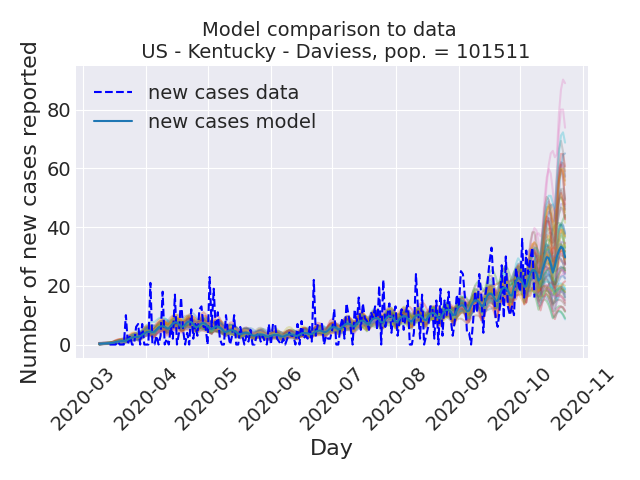 Model comparison to data
US - Kentucky - Daviess, pop. = 101511
new cases data
new cases model
Number of new cases reported
80
60
40
20
0
2020-03
2020-04
2020-05
2020-06
2020-07
2020-08
2020-09
2020-10
2020-11
Day